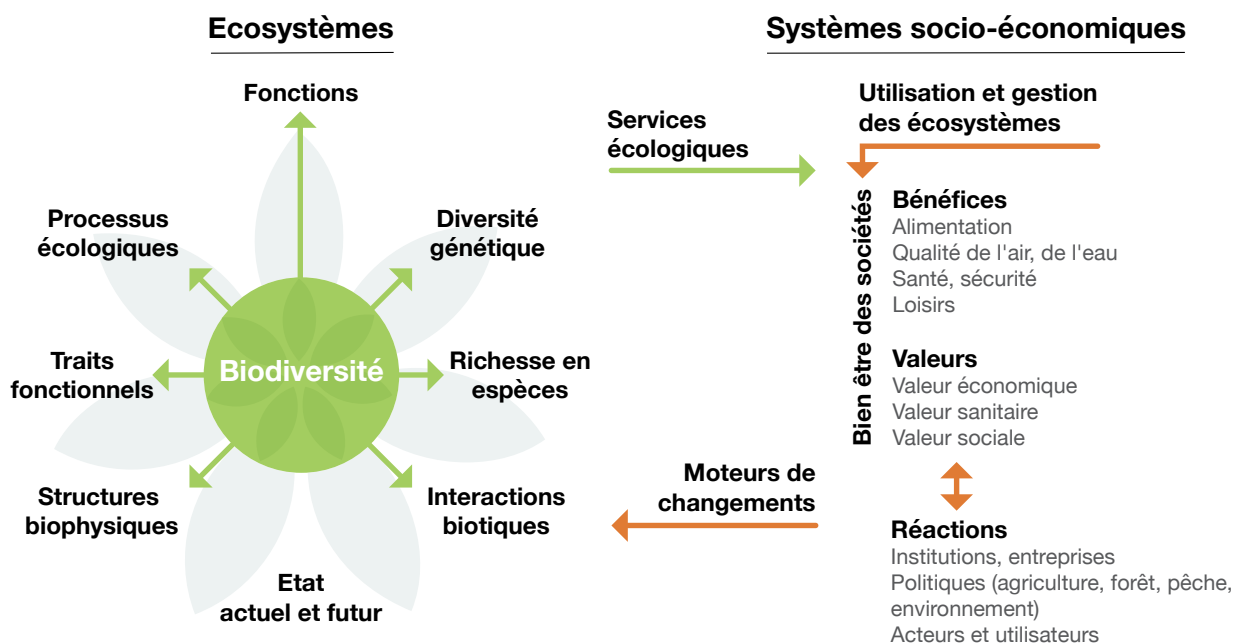 Ecosystèmes
Fonctions
Processus
écologiques
Diversité
génétique
Traits
fonctionnels
Biodiversité
Richesse en
espèces
Structures
biophysiques
Interactions
biotiques
Etat
actuel et futur
Services
écologiques
Moteurs de
changements
Systèmes socio-économiques
Utilisation et gestion
des écosystèmes
Bien être des sociétés
Bénéfices
Alimentation
Qualité de l'air, de l'eau
Santé, sécurité
Loisirs
Valeurs
Valeur économique
Valeur sanitaire
Valeur sociale
Réactions
Institutions, entreprises
Politiques (agriculture, forêt, pêche,
environnement)
Acteurs et utilisateurs